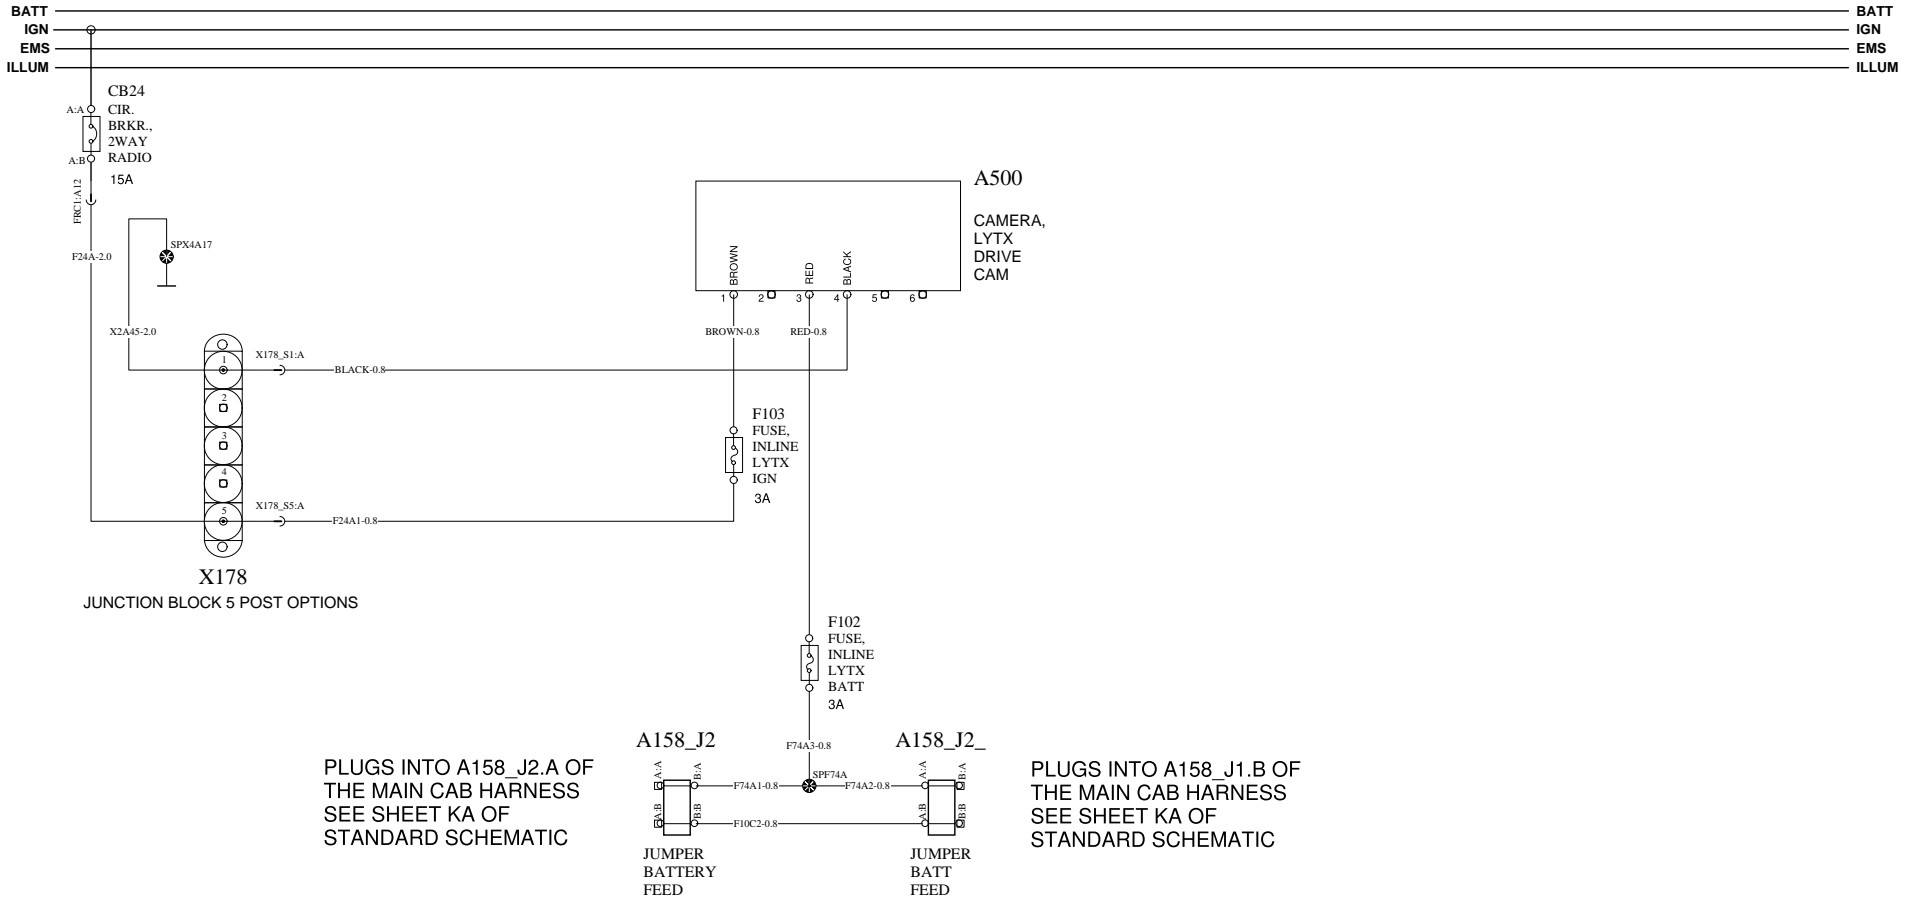 BATT BATT
IGN IGN
EMS EMS
ILLUM ILLUM
CB24
A:A CIR.
BRKR.,
2WAY
A:B RADIO
15A
FRC1:A12
A500
CAMERA,
LYTX
DRIVE
CAM
BROWN
RED
BLACK
1 2 3 4 5 6
SPX4A17
F24A-2.0
X2A45-2.0
BROWN-0.8 RED-0.8
X178_S1:A
BLACK-0.8
1
2
3
4
5
F103
FUSE,
INLINE
LYTX
IGN
3A
X178_S5:A
F24A1-0.8
X178
JUNCTION BLOCK 5 POST OPTIONS
F102
FUSE,
INLINE
LYTX
BATT
3A
A158_J2
F74A3-0.8
A158_J2_
PLUGS INTO A158_J2.A OF
THE MAIN CAB HARNESS
SEE SHEET KA OF
STANDARD SCHEMATIC
A:A B:A
A:B B:B
F74A1-0.8 SPF74A F74A2-0.8
F10C2-0.8
A:A B:A
A:B B:B
PLUGS INTO A158_J1.B OF
THE MAIN CAB HARNESS
SEE SHEET KA OF
STANDARD SCHEMATIC
JUMPER
BATTERY
FEED
JUMPER
BATT
FEED